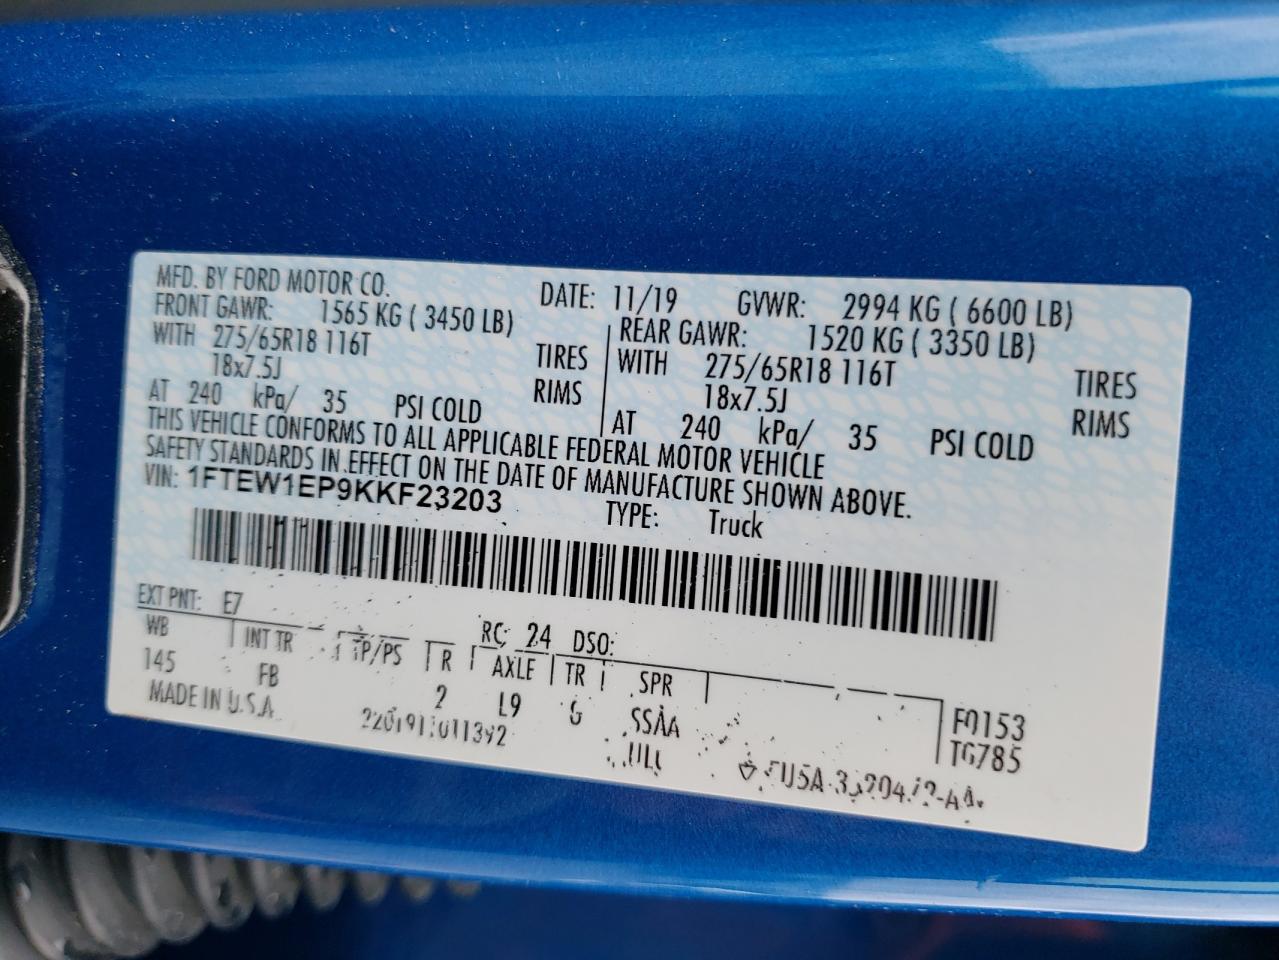 MFD. BY FORD MOTOR CO. DATE: 11/19 GVWR: 2994 KG ( 6600 LB)
FRONT GAWR: 1565 KG ( 3450 LB) REAR GAWR: 1520 KG ( 3350 LB)
WITH 275/65R18 116T TIRES WITH 275/65R18 116T TIRES
18x7.5J RIMS 18x7.5J RIMS
AT 240 kPa/ 35 PSI COLD AT 240 kPa/ 35 PSI COLD
THIS VEHICLE CONFORMS TO ALL APPLICABLE FEDERAL MOTOR VEHICLE
SAFETY STANDARDS IN EFFECT ON THE DATE OF MANUFACTURE SHOWN ABOVE.
VIN: 1FTEW1EP9KKF23203 TYPE: Truck
EXT PNT: E7 RC: 24 DSO:
WB INT TR TP/PS R AXLE TR SPR
145 FB 2 L9 G SSAA F0153
TG785
MADE IN U.S.A.